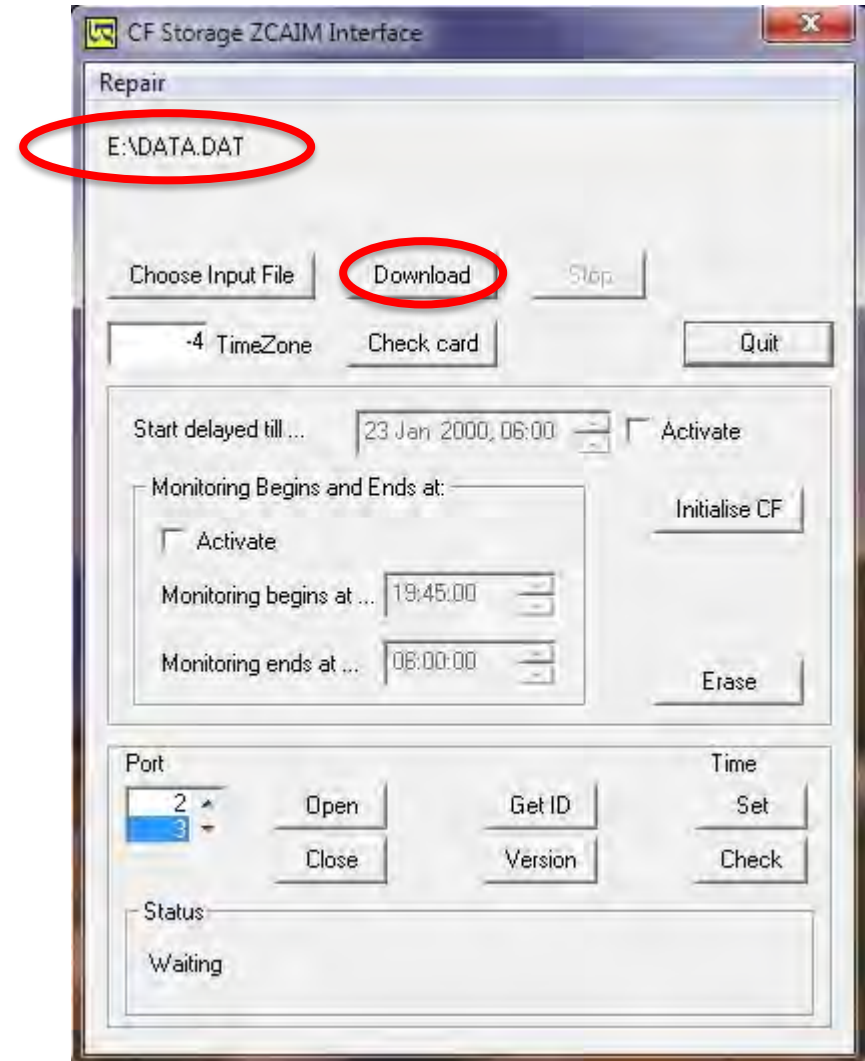 CF Storage ZCAIM Interface
Repair
E:\DATA.DAT
Choose Input File Download Stop
-4 TimeZone Check card Quit
Start delayed till ... 23 Jan 2000, 06:00 Activate
Monitoring Begins and Ends at:
Initialise CF
Activate
Monitoring begins at ... 19:45:00
Monitoring ends at ... 06:00:00
Erase
Port Time
2 Open Get ID Set
3 Close Version Check
Status
Waiting